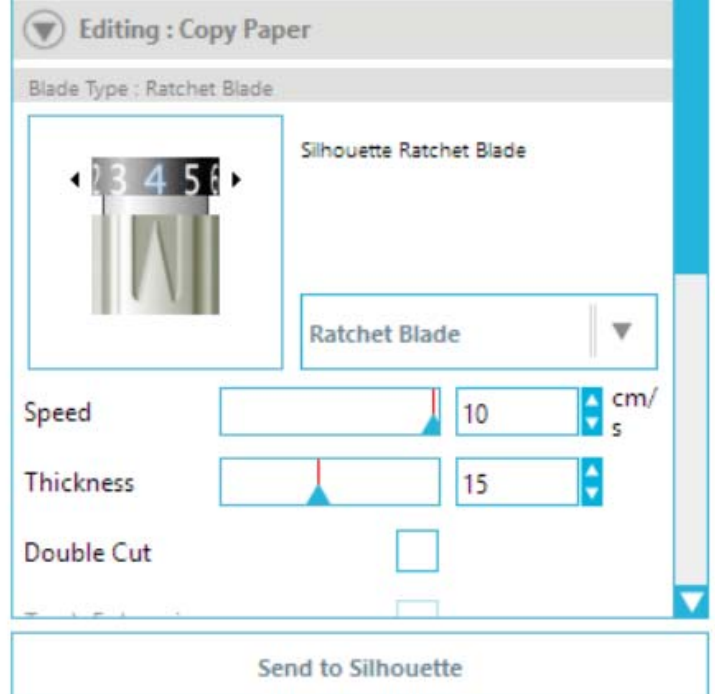 Editing : Copy Paper
Blade Type : Ratchet Blade
3 4 5 6
Silhouette Ratchet Blade
Ratchet Blade
Speed 10 cm/
s
Thickness 15
Double Cut
Send to Silhouette